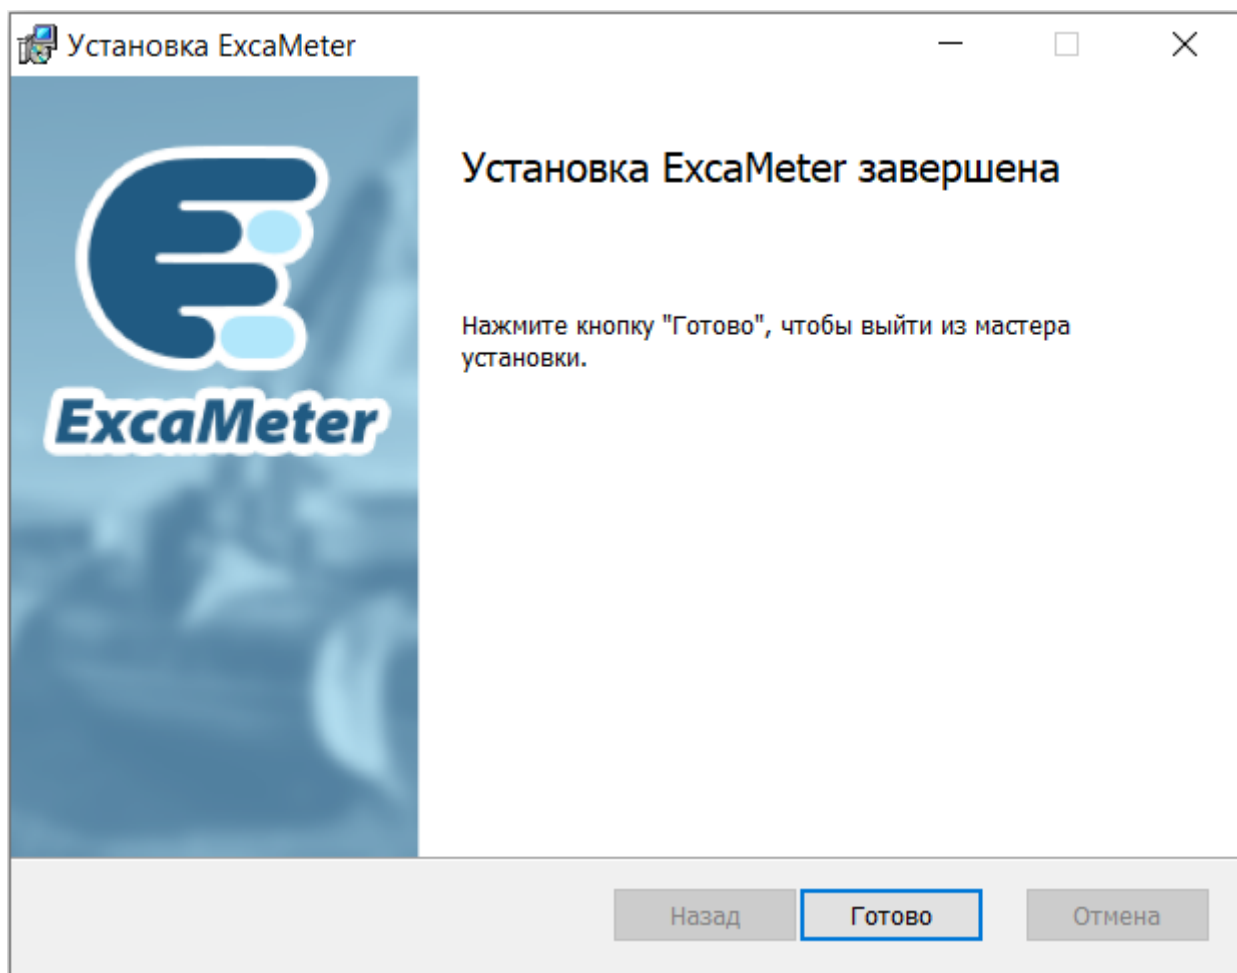 Установка ExcaMeter
ExcaMeter
Установка ExcaMeter завершена
Нажмите кнопку "Готово", чтобы выйти из мастера
установки.
Назад
Готово
Отмена